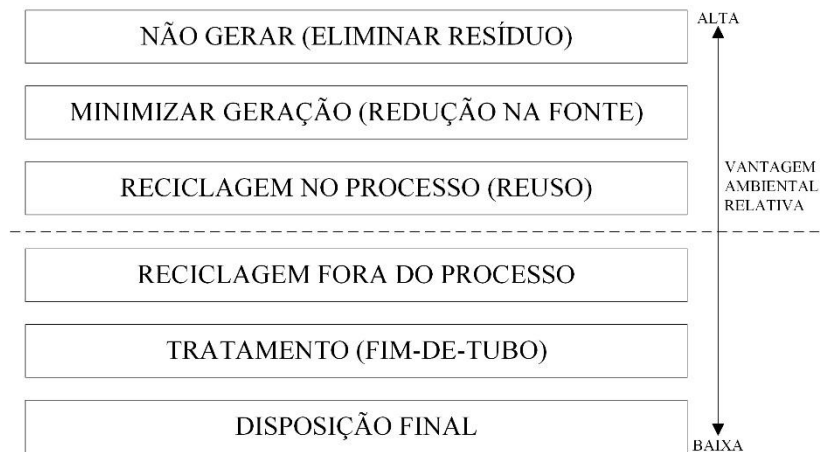 NÃO GERAR (ELIMINAR RESÍDUO)
ALTA
MINIMIZAR GERAÇÃO (REDUÇÃO NA FONTE)
RECICLAGEM NO PROCESSO (REUSO)
VANTAGEM
AMBIENTAL
RELATIVA
RECICLAGEM FORA DO PROCESSO
TRATAMENTO (FIM-DE-TUBO)
DISPOSIÇÃO FINAL
BAIXA